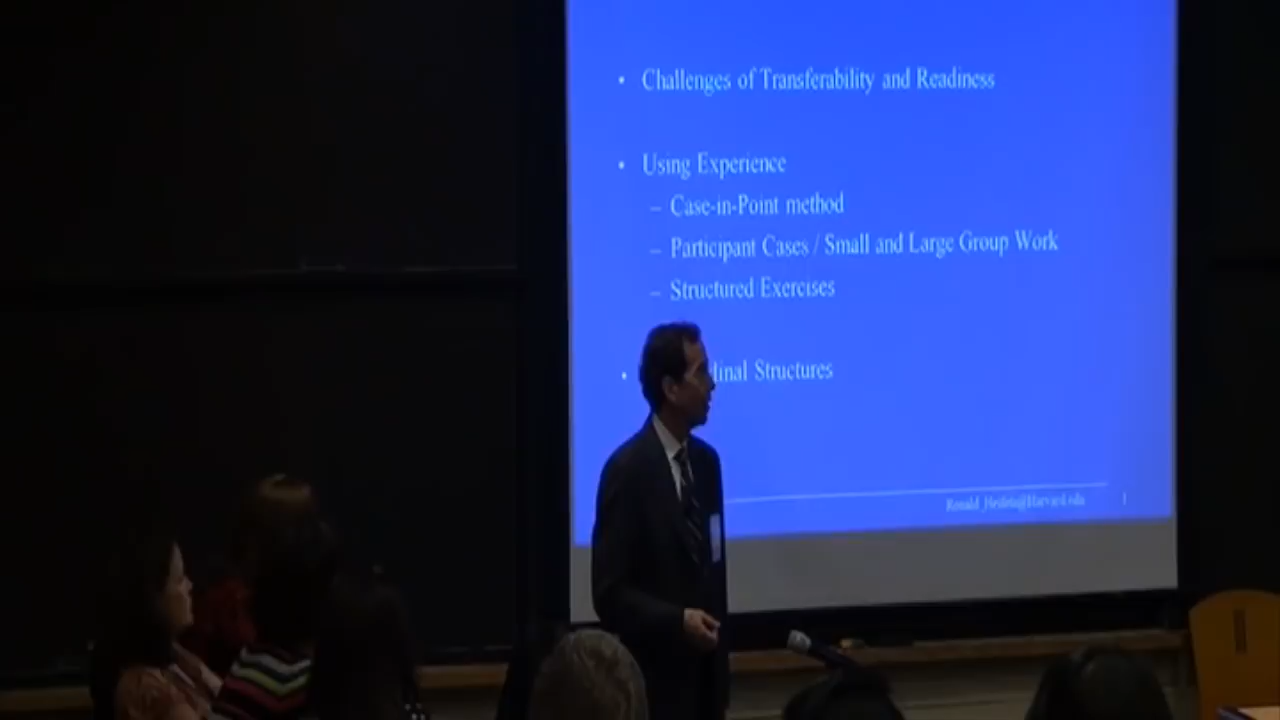 • Challenges of Transferability and Readiness
• Using Experience
– Case-in-Point method
– Participant Cases / Small and Large Group Work
– Structured Exercises
• Structures
1